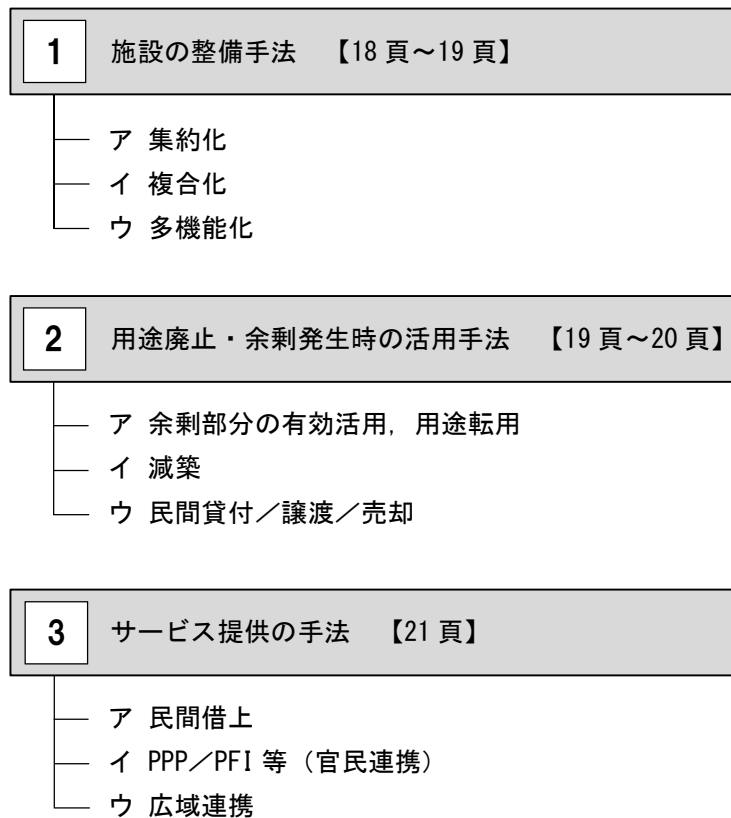 1 施設の整備手法 【18 頁~19 頁】
ア 集約化
イ 複合化
ウ 多機能化
2 用途廃止・余剰発生時の活用手法 【19 頁~20 頁】
ア 余剰部分の有効活用，用途転用
イ 減築
ウ 民間貸付／譲渡／売却
3 サービス提供の手法 【21 頁】
ア 民間借上
イ PPP／PFI 等（官民連携）
ウ 広域連携